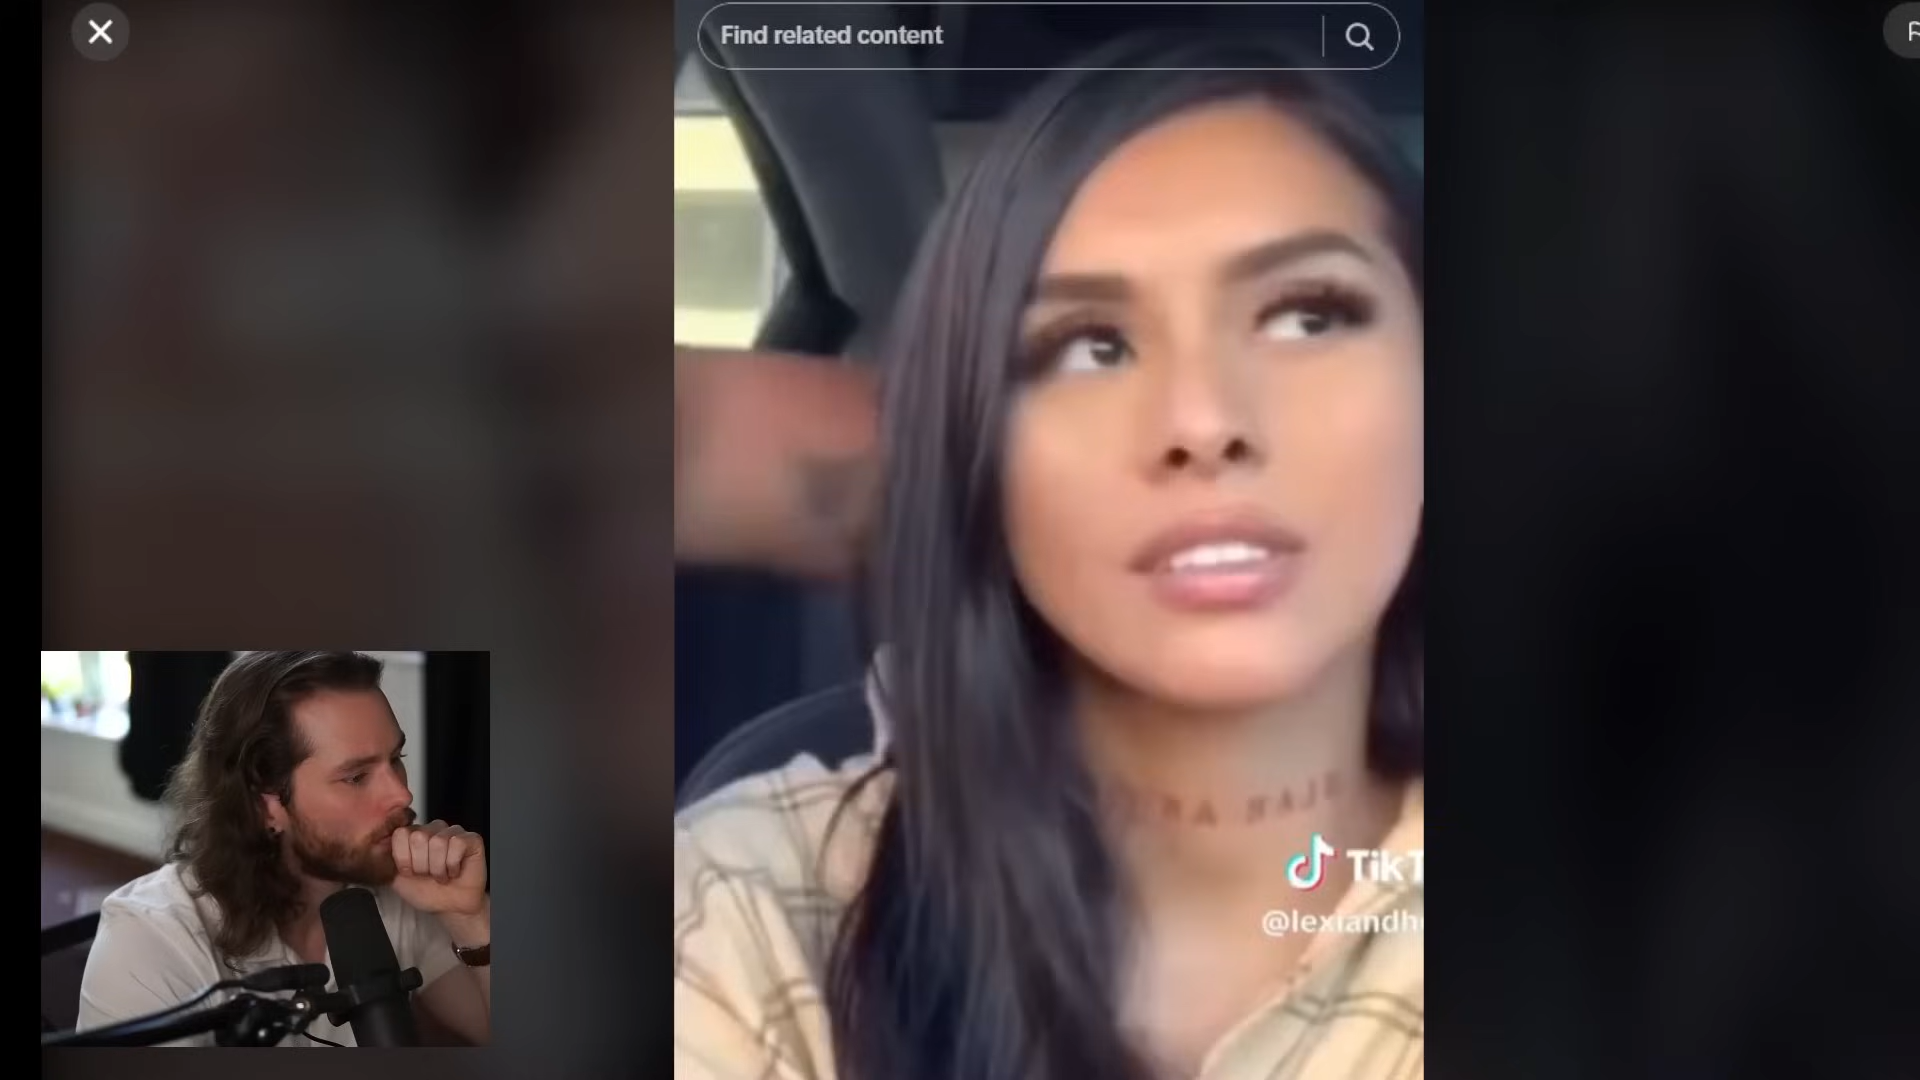 Find related content
TikT
@lexiandh